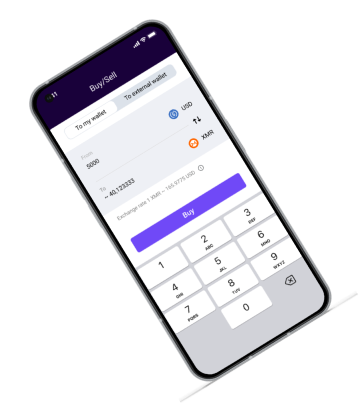 11
Buy/Sell
To my wallet
To external wallet
From
5000
USD
To
~ 40.123333
XMR
Exchange rate 1 XMR ~ 165.9775 USD
Buy
1
2 ABC
3 DEF
4 GHI
5 JKL
6 MNO
7 PQRS
8 TUV
9 WXYZ
0